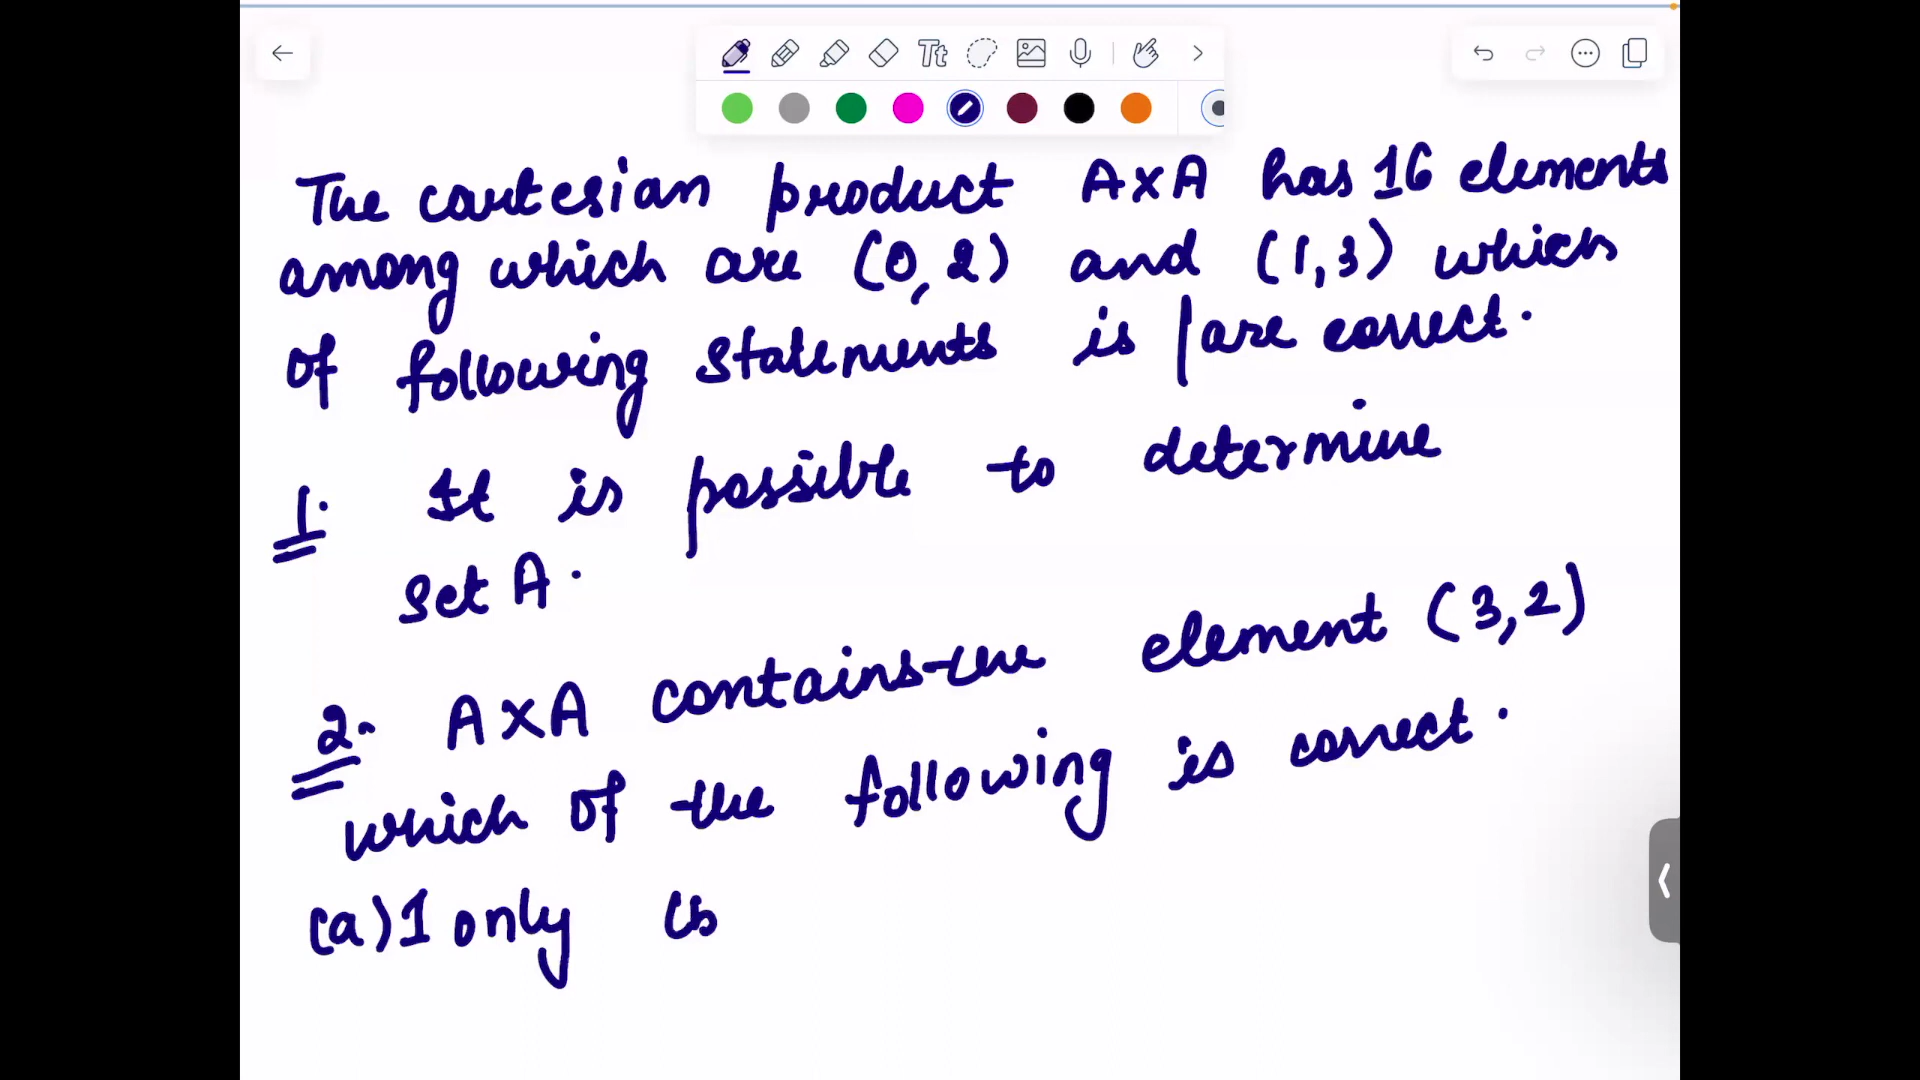 Tt
The cartesian product A×A has 16 elements
among which are (0,2) and (1,3) which
of following statements is/are correct.
1. It is possible to determine
set A.
2. A×A contains the element (3,2)
which of the following is correct.
(a) 1 only (b